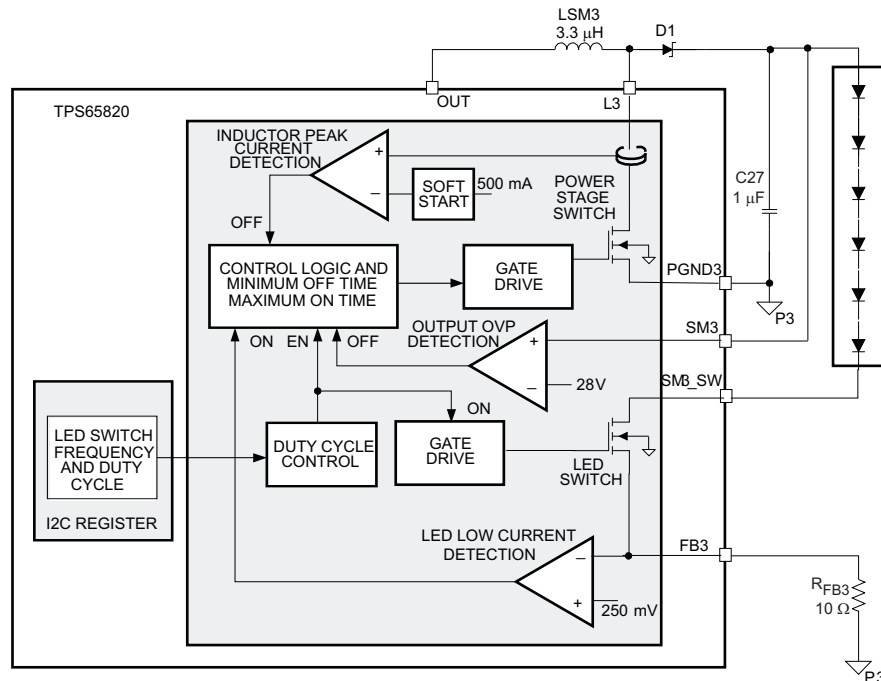 LSM3
3.3 μH
D1
OUT
L3
TPS65820
INDUCTOR PEAK
CURRENT
DETECTION
+
–
SOFT
START
500 mA
POWER
STAGE
SWITCH
C27
1 μF
OFF
CONTROL LOGIC AND
MINIMUM OFF TIME
MAXIMUM ON TIME
GATE
DRIVE
PGND3
P3
ON
EN
OFF
OUTPUT OVP
DETECTION
+
–
28V
SM3
SM3_SW
ON
LED SWITCH
FREQUENCY
AND DUTY
CYCLE
I2C REGISTER
DUTY CYCLE
CONTROL
GATE
DRIVE
LED
SWITCH
LED LOW CURRENT
DETECTION
–
+
250 mV
FB3
RFB3
10 Ω
P3